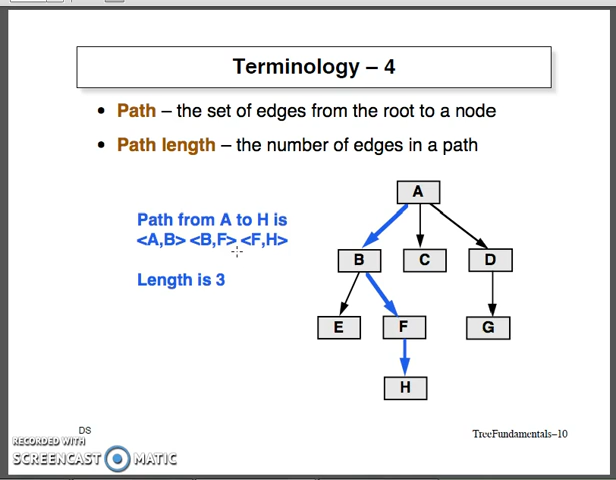 Terminology – 4
• Path – the set of edges from the root to a node
• Path length – the number of edges in a path
Path from A to H is
<A,B> <B,F> <F,H>
Length is 3
A
B
C
D
E
F
G
H
DS
TreeFundamentals–10
RECORDED WITH
SCREENCAST MATIC